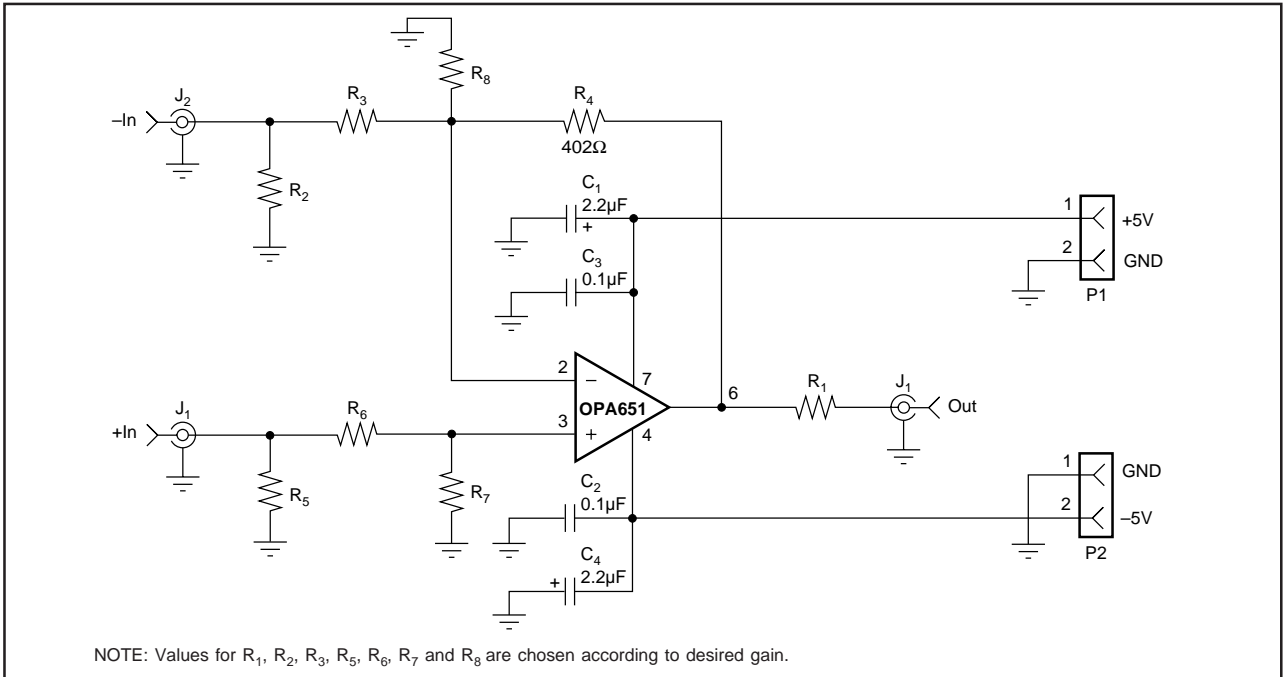 R8
J2
R3
R4
–In
402Ω
R2
C1
2.2µF
+
1
+5V
C3
2
GND
0.1µF
P1
2
–
7
R1
J1
6
OPA651
Out
J1
R6
+In
3
+
4
1
GND
C2
R5
R7
0.1µF
2
–5V
C4
P2
+
2.2µF
NOTE: Values for R1, R2, R3, R5, R6, R7 and R8 are chosen according to desired gain.